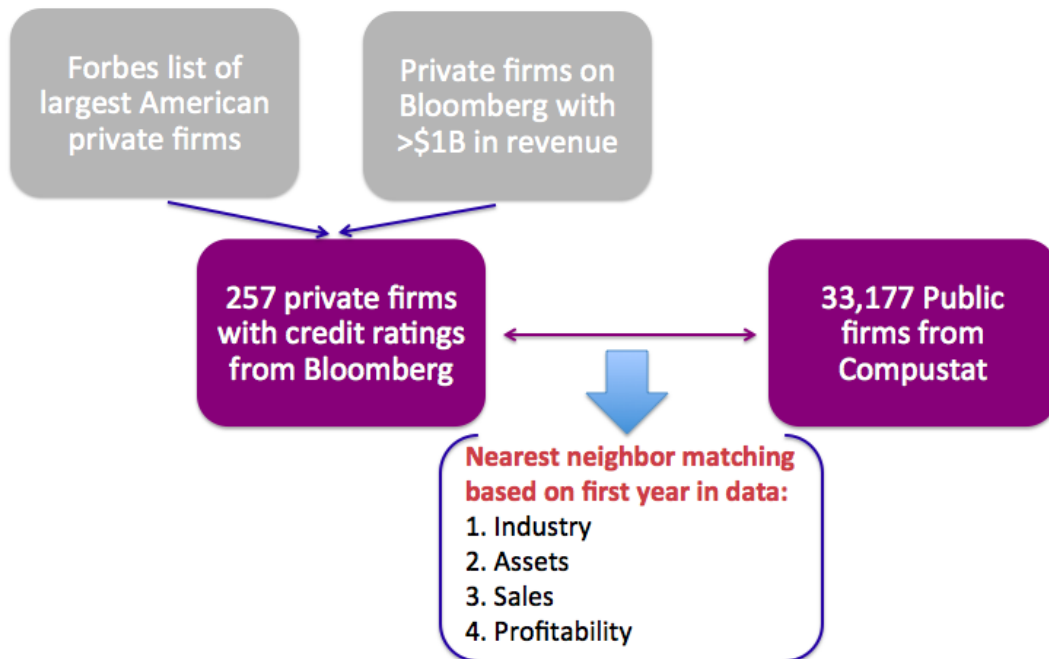 Forbes list of
largest American
private firms
Private firms on
Bloomberg with
>$1B in revenue
257 private firms
with credit ratings
from Bloomberg
33,177 Public
firms from
Compustat
Nearest neighbor matching
based on first year in data:
1. Industry
2. Assets
3. Sales
4. Profitability